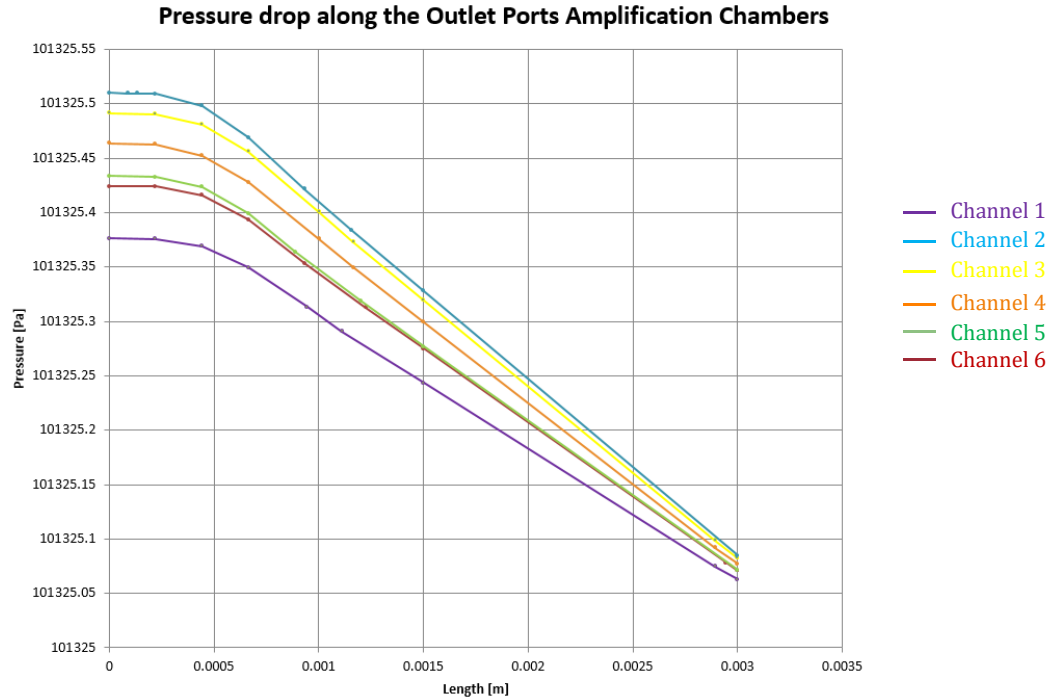 Pressure drop along the Outlet Ports Amplification Chambers
101325.55
101325.5
101325.45
101325.4
101325.35
101325.3
101325.25
101325.2
101325.15
101325.1
101325.05
101325
Pressure [Pa]
0 0.0005 0.001 0.0015 0.002 0.0025 0.003 0.0035
Length [m]
Channel 1
Channel 2
Channel 3
Channel 4
Channel 5
Channel 6